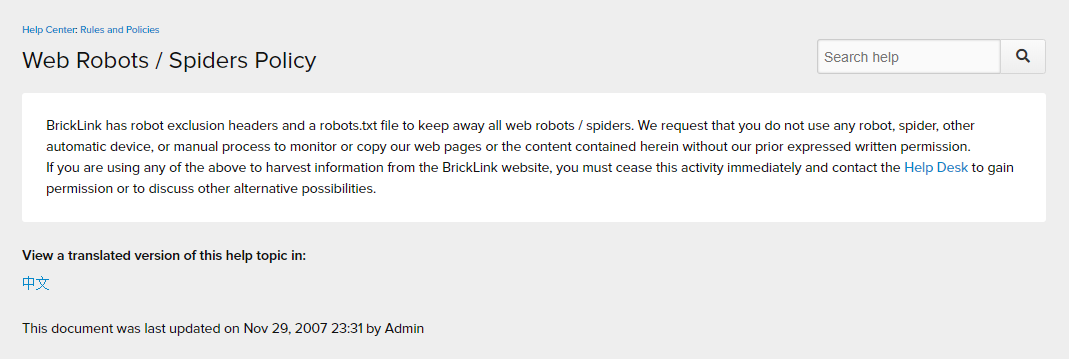 Help Center: Rules and Policies
Web Robots / Spiders Policy
Search help
BrickLink has robot exclusion headers and a robots.txt file to keep away all web robots / spiders. We request that you do not use any robot, spider, other
automatic device, or manual process to monitor or copy our web pages or the content contained herein without our prior expressed written permission.
If you are using any of the above to harvest information from the BrickLink website, you must cease this activity immediately and contact the Help Desk to gain
permission or to discuss other alternative possibilities.
View a translated version of this help topic in:
中文
This document was last updated on Nov 29, 2007 23:31 by Admin